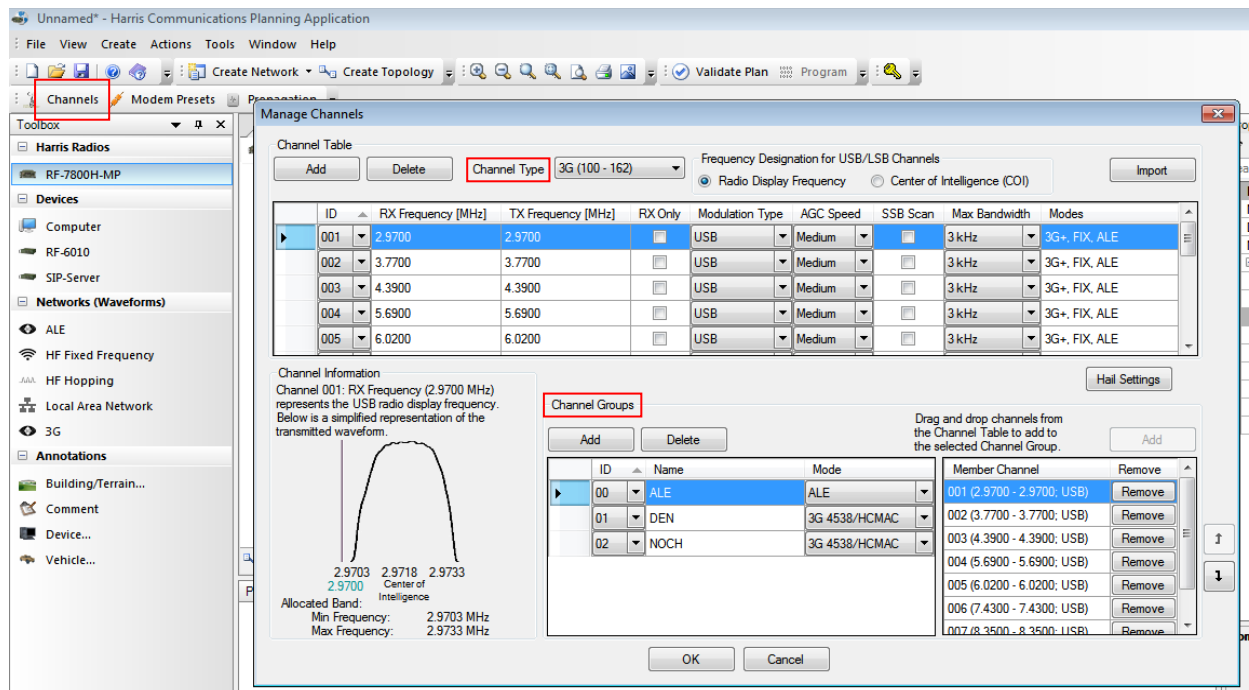 Unnamed* - Harris Communications Planning Application
File View Create Actions Tools Window Help
Create Network Create Topology Validate Plan Program
Channels Modem Presets Propagation
Toolbox
Harris Radios
RF-7800H-MP
Devices
Computer
RF-6010
SIP-Server
Networks (Waveforms)
ALE
HF Fixed Frequency
HF Hopping
Local Area Network
3G
Annotations
Building/Terrain...
Comment
Device...
Vehicle...
Manage Channels
Channel Table
Add Delete Channel Type 3G (100 - 162)
Frequency Designation for USB/LSB Channels
Radio Display Frequency Center of Intelligence (COI)
Import
ID RX Frequency [MHz] TX Frequency [MHz] RX Only Modulation Type AGC Speed SSB Scan Max Bandwidth Modes
001 2.9700 2.9700 USB Medium 3 kHz 3G+, FIX, ALE
002 3.7700 3.7700 USB Medium 3 kHz 3G+, FIX, ALE
003 4.3900 4.3900 USB Medium 3 kHz 3G+, FIX, ALE
004 5.6900 5.6900 USB Medium 3 kHz 3G+, FIX, ALE
005 6.0200 6.0200 USB Medium 3 kHz 3G+, FIX, ALE
Hail Settings
Channel Information
Channel 001: RX Frequency (2.9700 MHz)
represents the USB radio display frequency.
Below is a simplified representation of the
transmitted waveform.
2.9703 2.9718 2.9733
2.9700 Center of
Intelligence
Allocated Band:
Min Frequency: 2.9703 MHz
Max Frequency: 2.9733 MHz
Channel Groups
Add Delete
Drag and drop channels from
the Channel Table to add to
the selected Channel Group.
Add
ID Name Mode
00 ALE ALE
01 DEN 3G 4538/HCMAC
02 NOCH 3G 4538/HCMAC
Member Channel Remove
001 (2.9700 - 2.9700; USB) Remove
002 (3.7700 - 3.7700; USB) Remove
003 (4.3900 - 4.3900; USB) Remove
004 (5.6900 - 5.6900; USB) Remove
005 (6.0200 - 6.0200; USB) Remove
006 (7.4300 - 7.4300; USB) Remove
007 (8.3500 - 8.3500; USB) Remove
OK Cancel